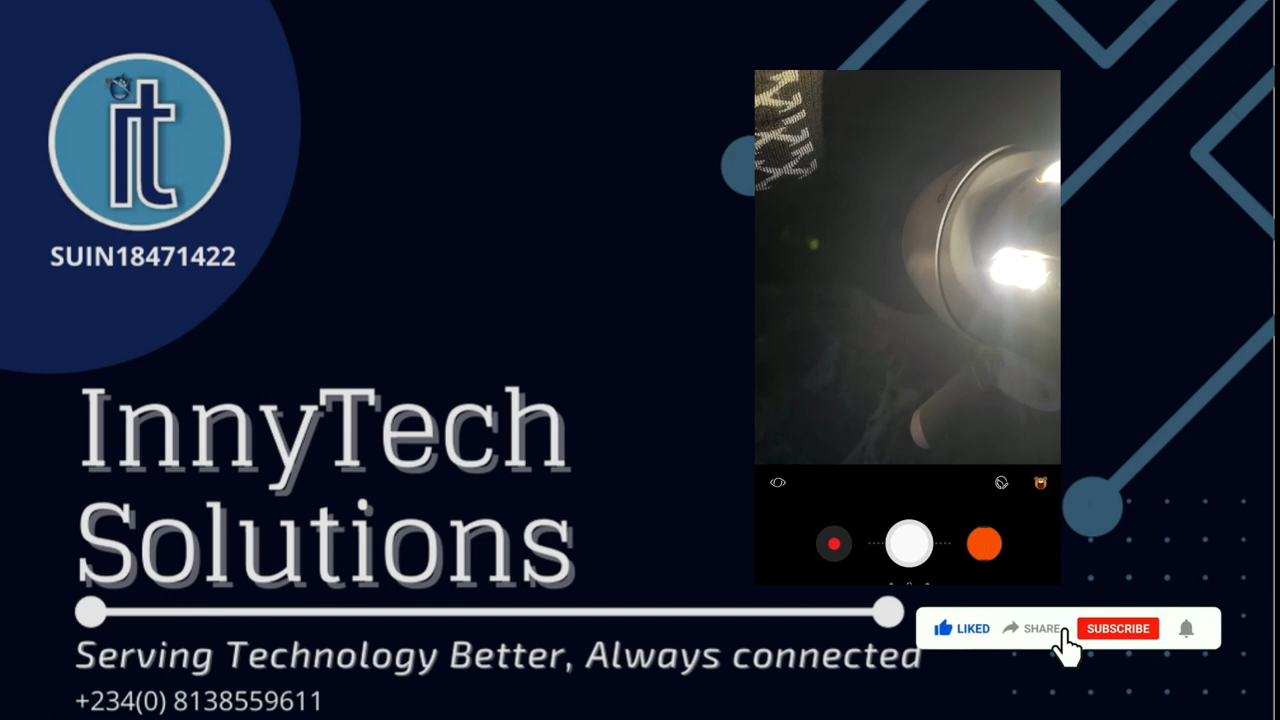 it
SUIN18471422
InnyTech
Solutions
Serving Technology Better, Always connected
+234(0) 8138559611
LIKED SHARE SUBSCRIBE